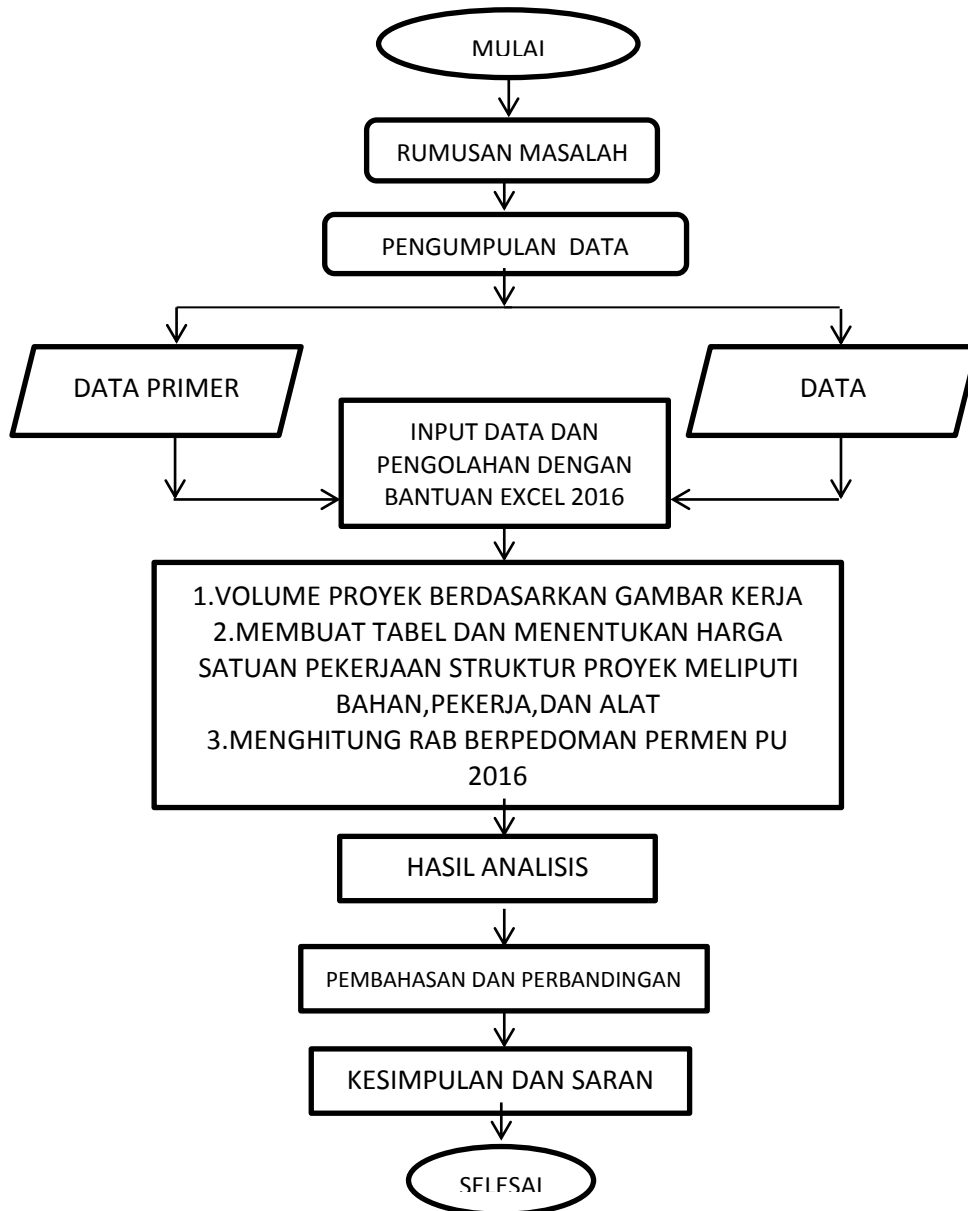 MULAI
RUMUSAN MASALAH
PENGUMPULAN DATA
DATA PRIMER
DATA
INPUT DATA DAN
PENGOLAHAN DENGAN
BANTUAN EXCEL 2016
1.VOLUME PROYEK BERDASARKAN GAMBAR KERJA
2.MEMBUAT TABEL DAN MENENTUKAN HARGA
SATUAN PEKERJAAN STRUKTUR PROYEK MELIPUTI
BAHAN,PEKERJA,DAN ALAT
3.MENGHITUNG RAB BERPEDOMAN PERMEN PU
2016
HASIL ANALISIS
PEMBAHASAN DAN PERBANDINGAN
KESIMPULAN DAN SARAN
SELESAI